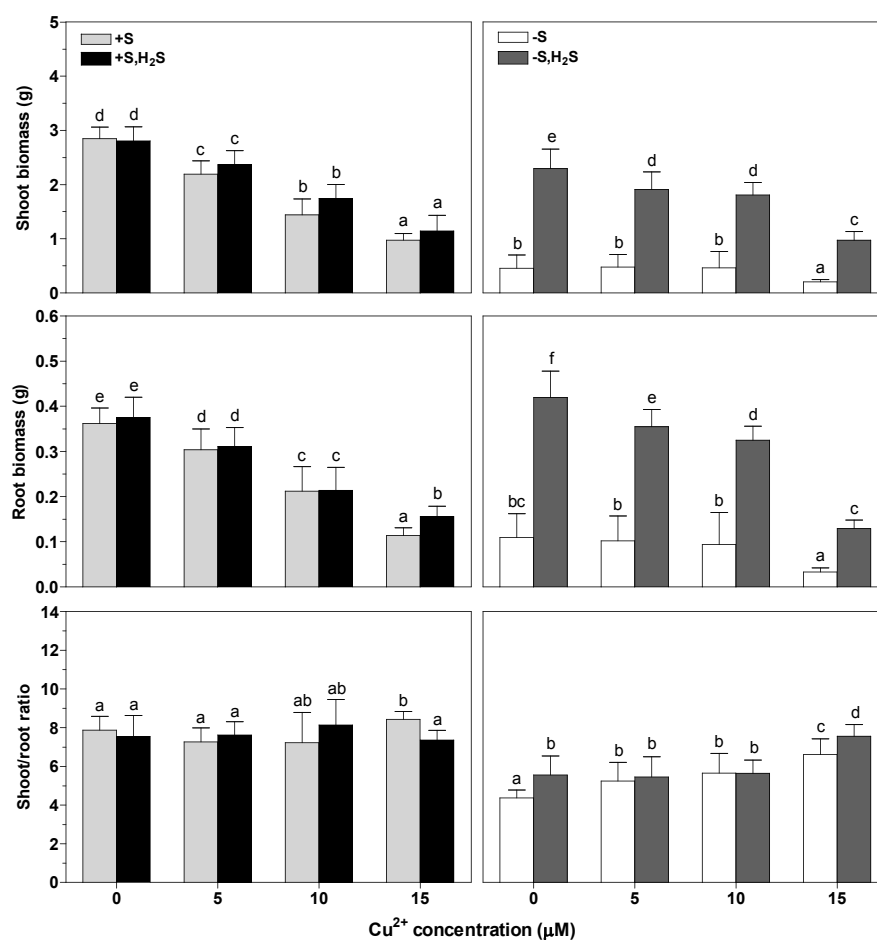 +S
+S,H₂S
-S
-S,H₂S
Shoot biomass (g)
5
4
3
2
1
0
d d c c b b a a
b e b d b d a c
Root biomass (g)
0.6
0.5
0.4
0.3
0.2
0.1
0.0
e e d d c c a b
bc f b e b d a c
Shoot/root ratio
14
12
10
8
6
4
2
0
a a a a ab ab b a
a b b b b b c d
0 5 10 15
0 5 10 15
Cu²⁺ concentration (µM)